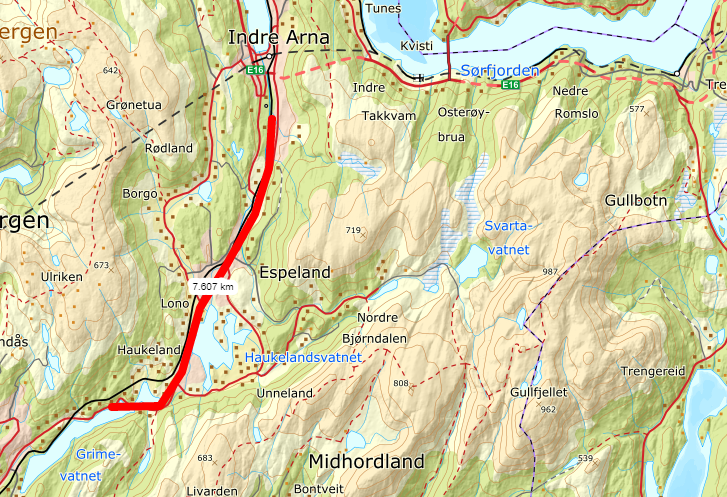 Tunes
ergen
Indre Arna
Kvisti
E16
Sørfjorden
642
Indre
E16
Nedre
Tre
Grønetua
Takkvam
Osterøy-
brua
Romslo
577
Rødland
Borgo
Gullbotn
rgen
719
Svarta-
vatnet
Ulriken
673
Espeland
987
7.607 km
Lono
Nordre
ndås
Haukeland
Bjørndalen
Haukelandsvatnet
Trengereid
Unneland
808
Gullfjellet
962
Grime-
vatnet
683
Midhordland
539
Livarden
Bontveit